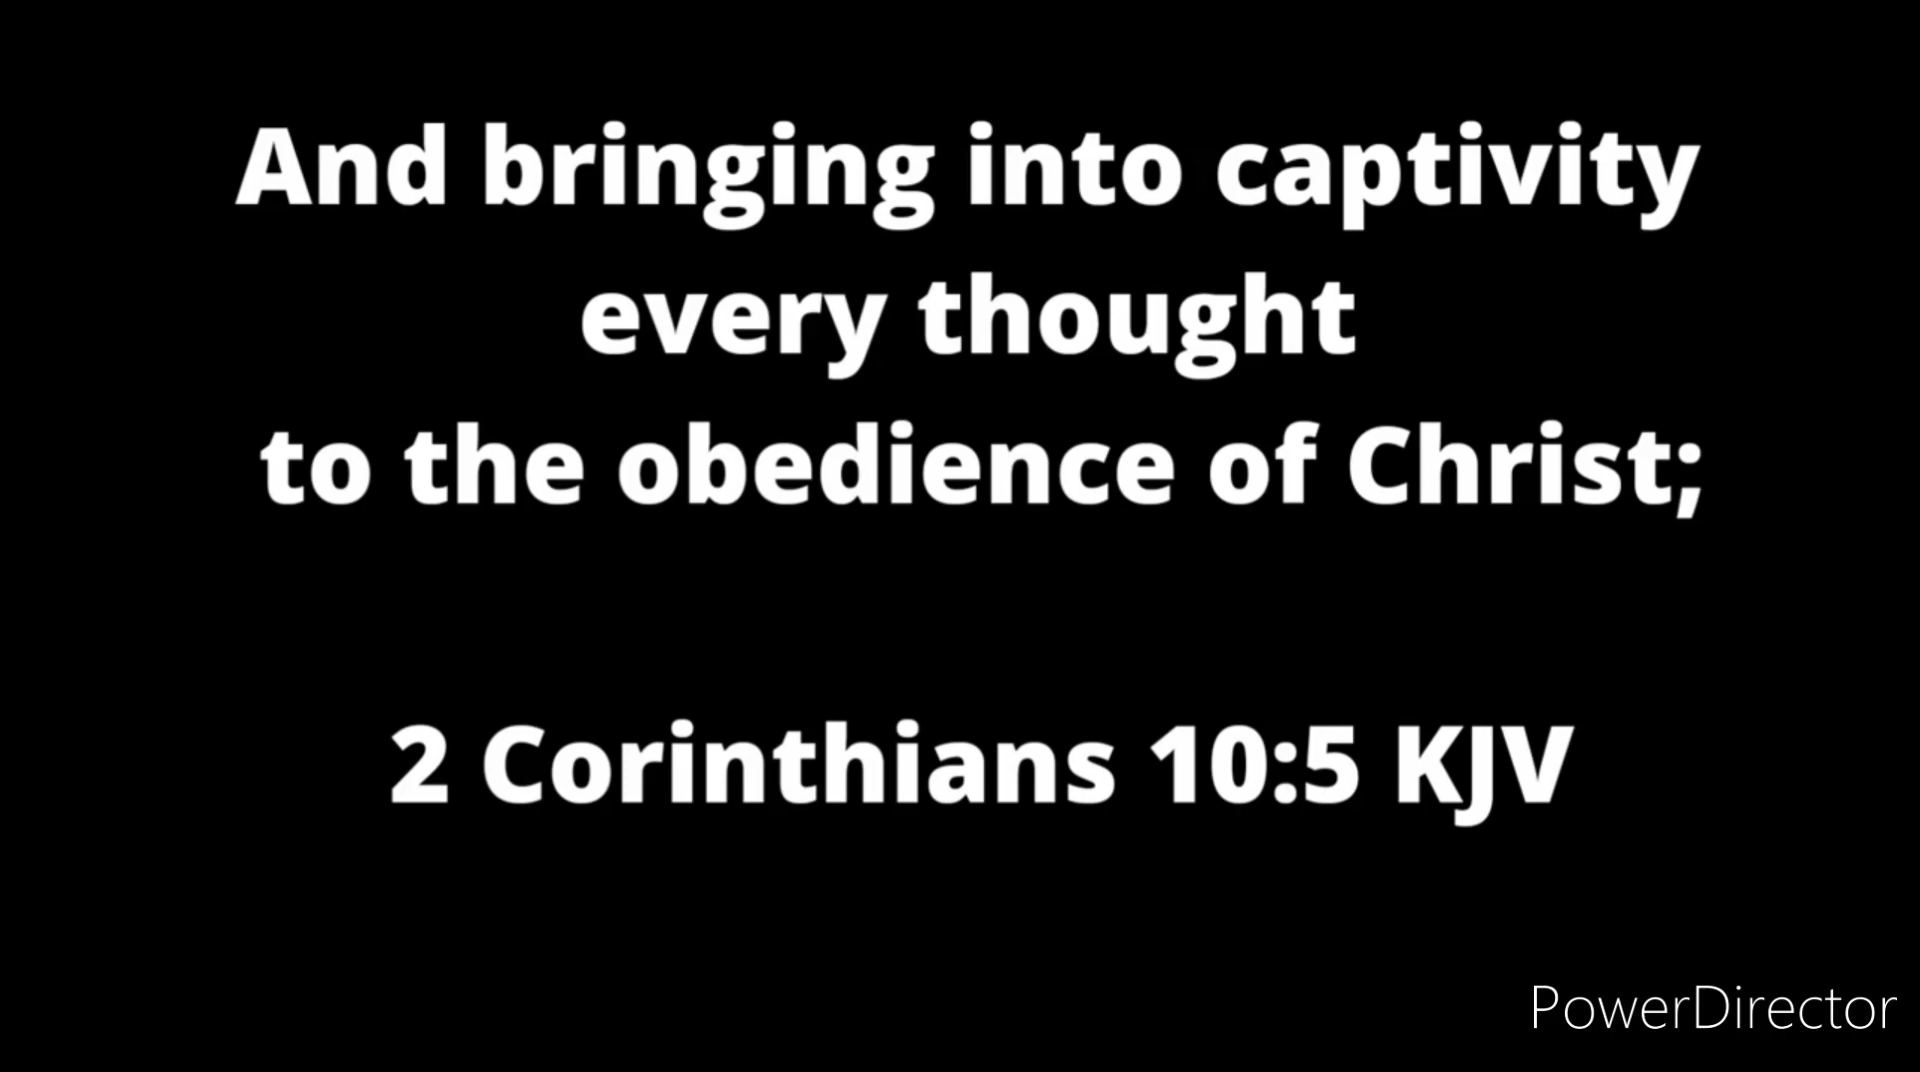 And bringing into captivity
every thought
to the obedience of Christ;
2 Corinthians 10:5 KJV
PowerDirector